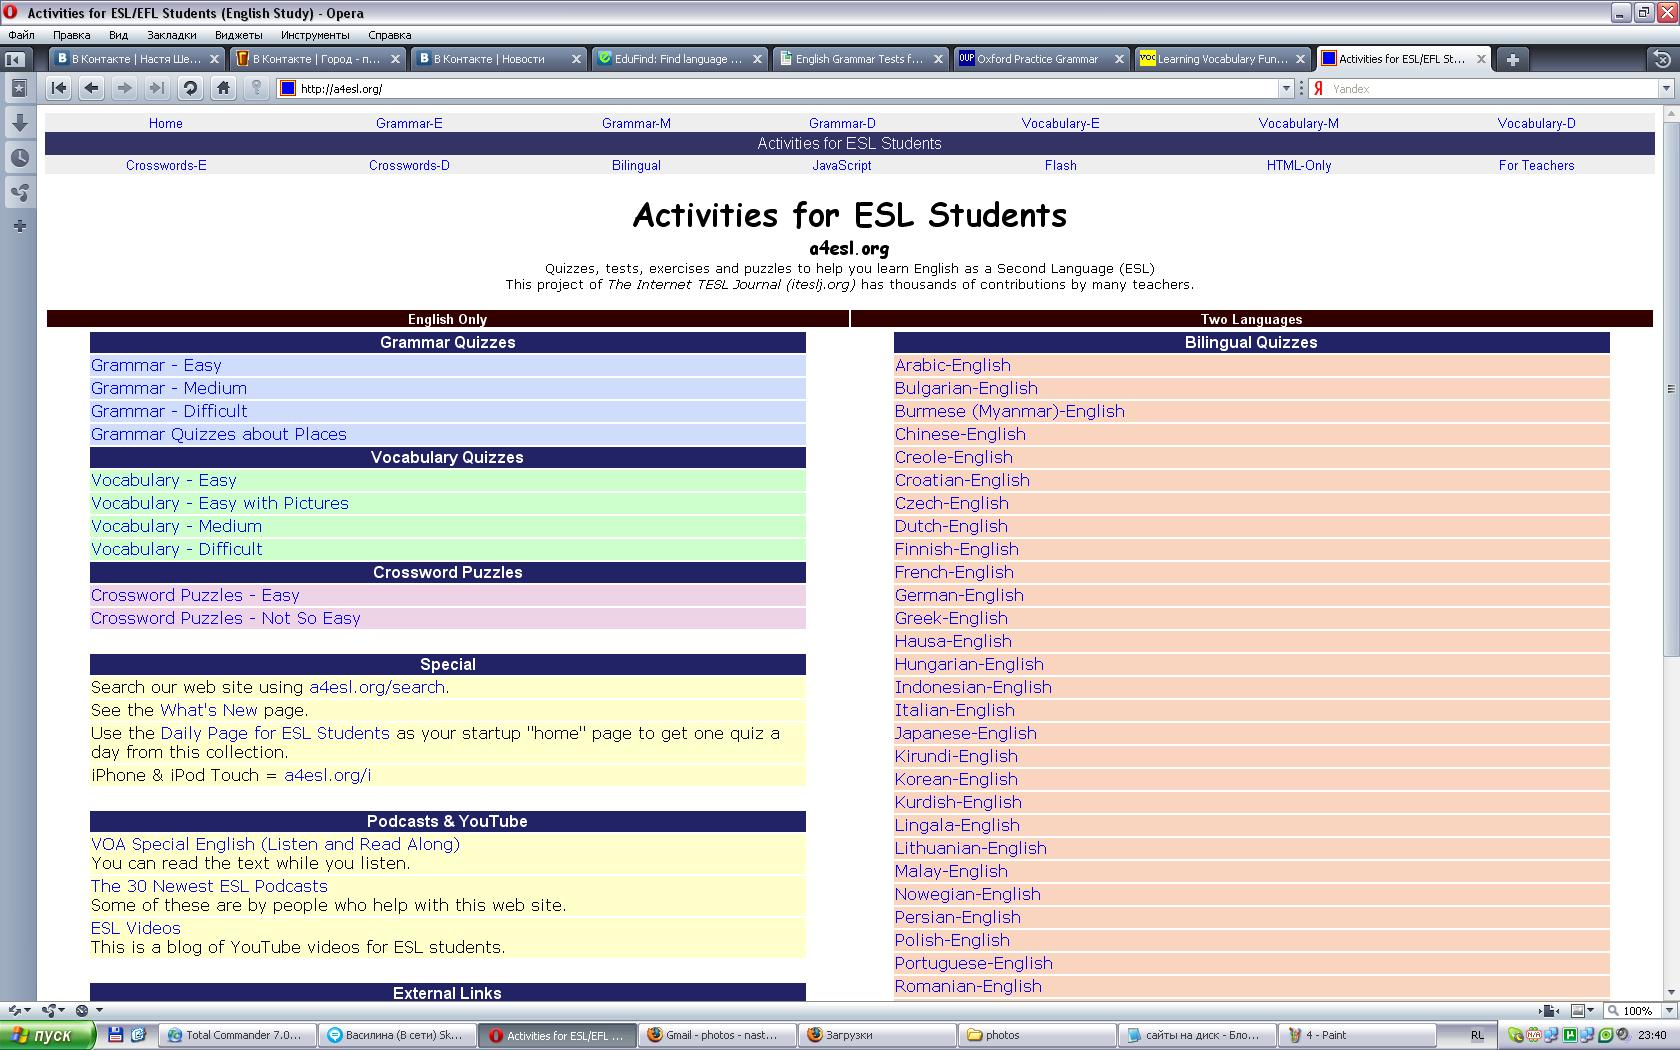 Activities for ESL/EFL Students (English Study) - Opera
Файл Правка Вид Закладки Виджеты Инструменты Справка
В Контакте | Настя Ше... В Контакте | Город - п... В Контакте | Новости EduFind: Find language ... English Grammar Tests f... OUP Oxford Practice Grammar VOC Learning Vocabulary Fun... Activities for ESL/EFL St...
http://a4esl.org/ Я Yandex
Home Grammar-E Grammar-M Grammar-D Vocabulary-E Vocabulary-M Vocabulary-D
Activities for ESL Students
Crosswords-E Crosswords-D Bilingual JavaScript Flash HTML-Only For Teachers
Activities for ESL Students
a4esl.org
Quizzes, tests, exercises and puzzles to help you learn English as a Second Language (ESL)
This project of The Internet TESL Journal (iteslj.org) has thousands of contributions by many teachers.
English Only
Grammar Quizzes
Grammar - Easy
Grammar - Medium
Grammar - Difficult
Grammar Quizzes about Places
Vocabulary Quizzes
Vocabulary - Easy
Vocabulary - Easy with Pictures
Vocabulary - Medium
Vocabulary - Difficult
Crossword Puzzles
Crossword Puzzles - Easy
Crossword Puzzles - Not So Easy
Special
Search our web site using a4esl.org/search.
See the What's New page.
Use the Daily Page for ESL Students as your startup "home" page to get one quiz a
day from this collection.
iPhone & iPod Touch = a4esl.org/i
Podcasts & YouTube
VOA Special English (Listen and Read Along)
You can read the text while you listen.
The 30 Newest ESL Podcasts
Some of these are by people who help with this web site.
ESL Videos
This is a blog of YouTube videos for ESL students.
External Links
Two Languages
Bilingual Quizzes
Arabic-English
Bulgarian-English
Burmese (Myanmar)-English
Chinese-English
Creole-English
Croatian-English
Czech-English
Dutch-English
Finnish-English
French-English
German-English
Greek-English
Hausa-English
Hungarian-English
Indonesian-English
Italian-English
Japanese-English
Kirundi-English
Korean-English
Kurdish-English
Lingala-English
Lithuanian-English
Malay-English
Nowegian-English
Persian-English
Polish-English
Portuguese-English
Romanian-English
100%
пуск Total Commander 7.0... Василина (В сети) Sk... Activities for ESL/EFL ... Gmail - photos - nast... Загрузки photos сайты на диск - Бло... 4 - Paint RL 23:40